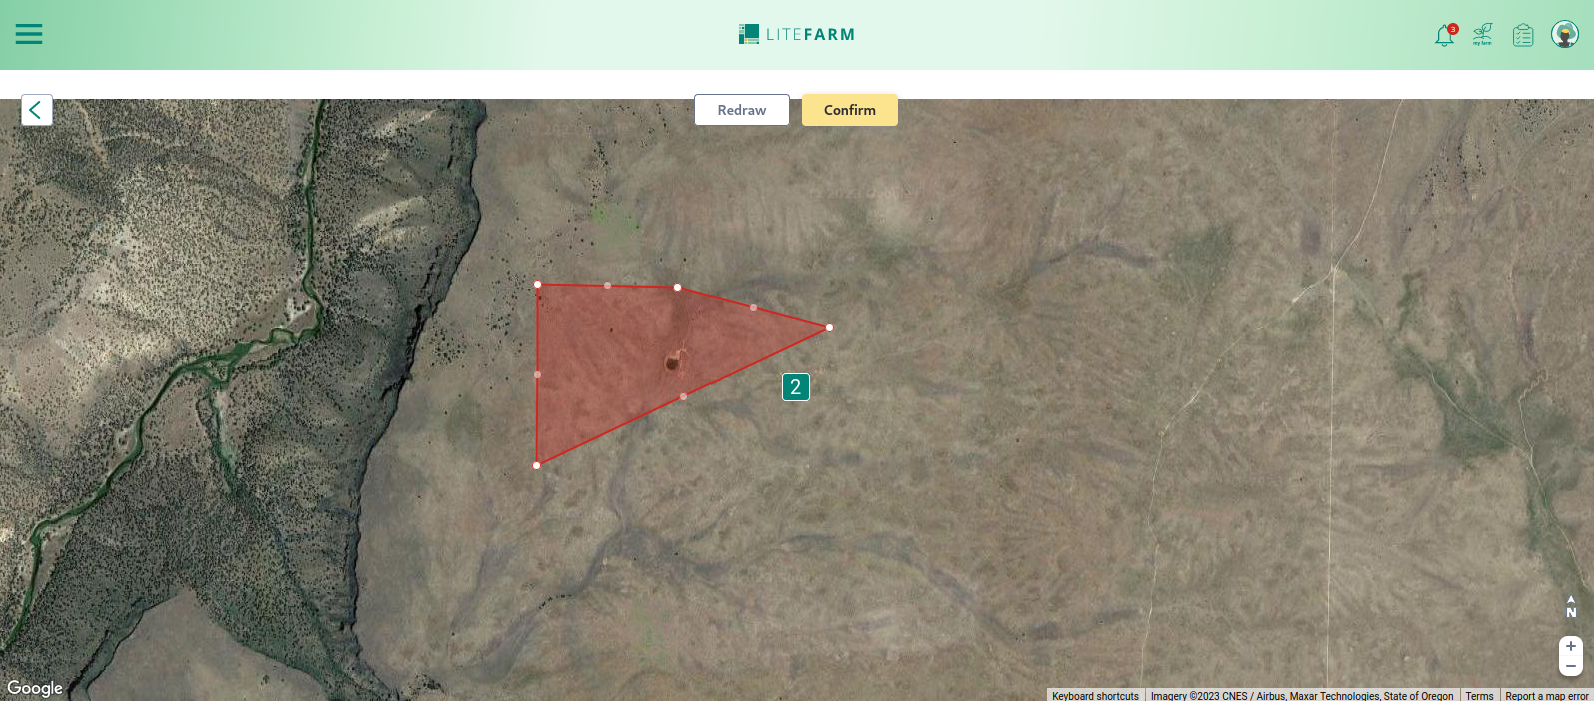 LITEFARM
3
my farm
Redraw
Confirm
2
N
+
−
Google
Keyboard shortcuts
Imagery ©2023 CNES / Airbus, Maxar Technologies, State of Oregon
Terms
Report a map error